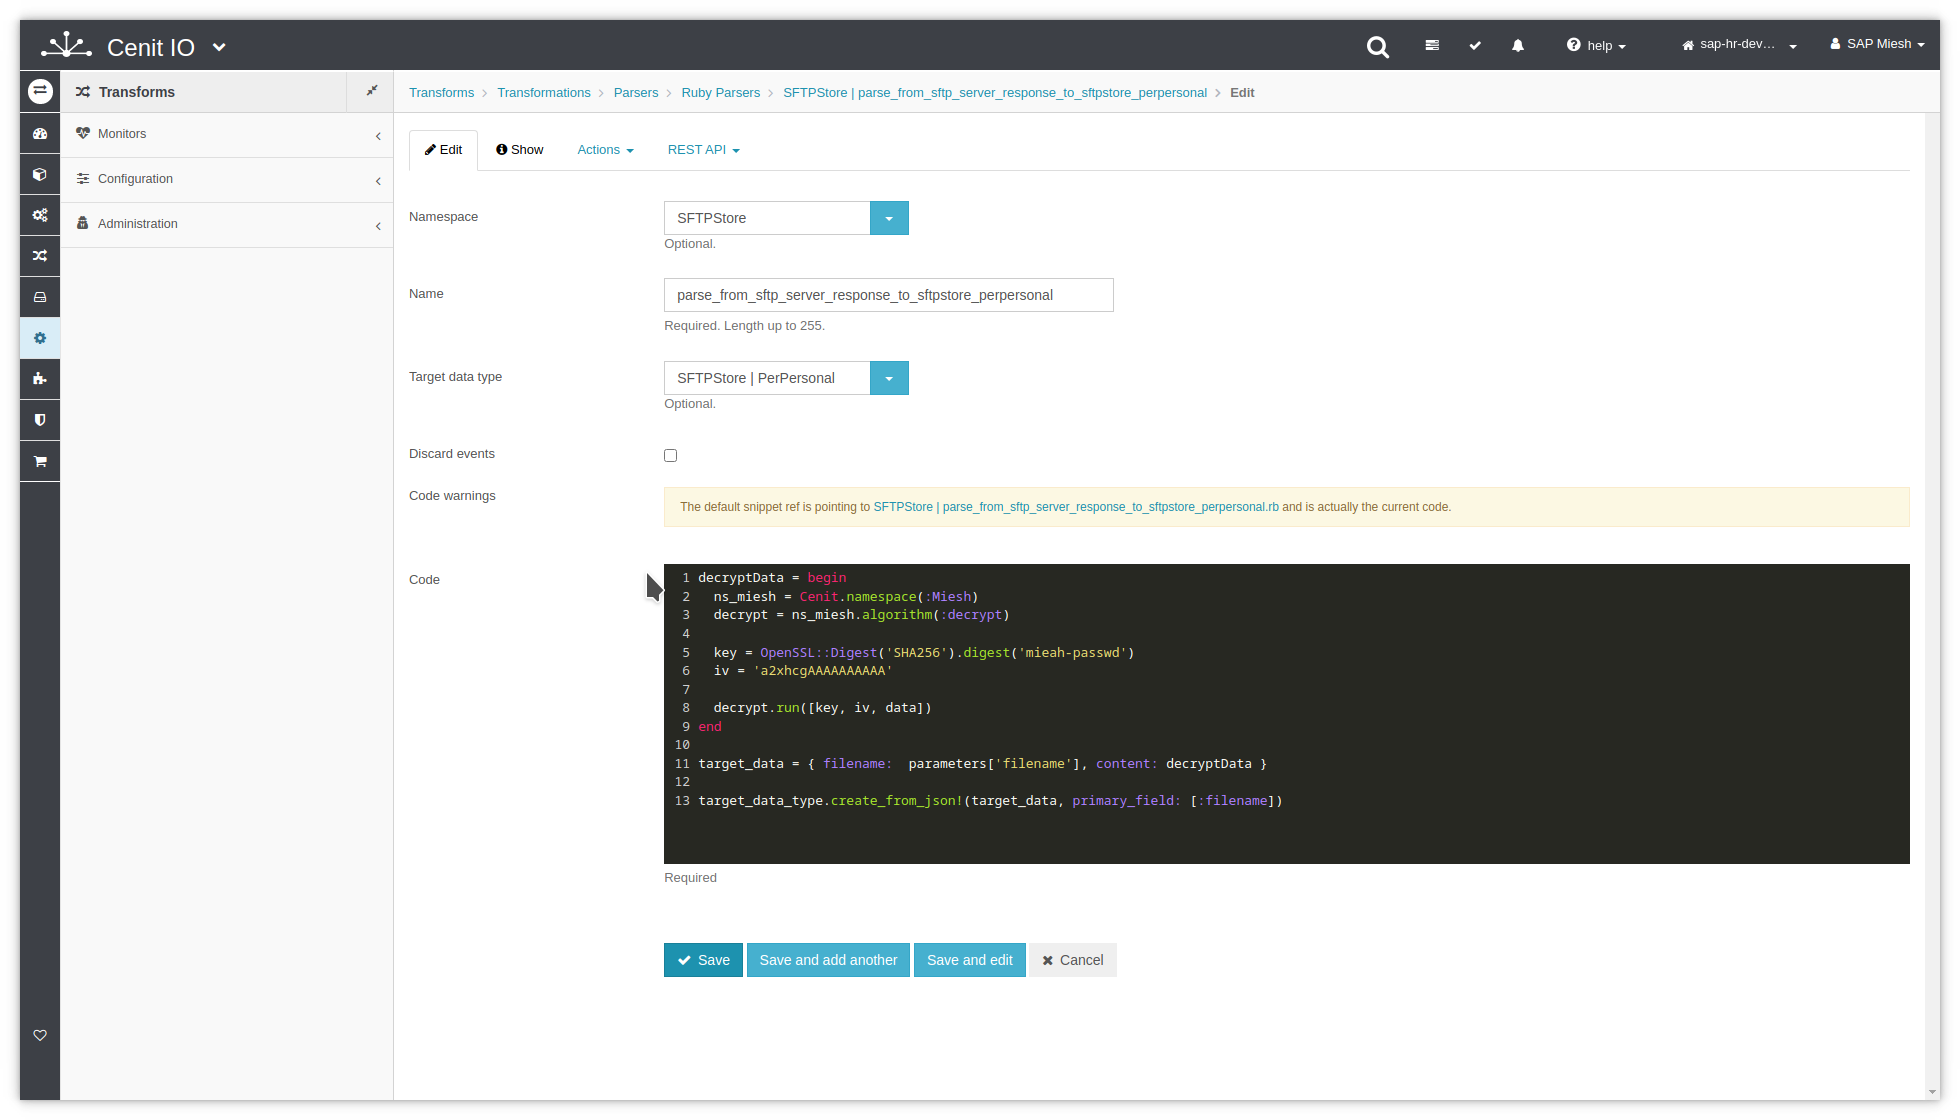 Cenit IO
help
sap-hr-dev...
SAP Miesh
Transforms
Transforms > Transformations > Parsers > Ruby Parsers > SFTPStore | parse_from_sftp_server_response_to_sftpstore_perpersonal > Edit
Monitors
Configuration
Administration
Edit
Show
Actions
REST API
Namespace
SFTPStore
Optional.
Name
parse_from_sftp_server_response_to_sftpstore_perpersonal
Required. Length up to 255.
Target data type
SFTPStore | PerPersonal
Optional.
Discard events
Code warnings
The default snippet ref is pointing to SFTPStore | parse_from_sftp_server_response_to_sftpstore_perpersonal.rb and is actually the current code.
Code
1 decryptData = begin
2   ns_miesh = Cenit.namespace(:Miesh)
3   decrypt = ns_miesh.algorithm(:decrypt)
4
5   key = OpenSSL::Digest('SHA256').digest('mieah-passwd')
6   iv = 'a2xhcgAAAAAAAAAA'
7
8   decrypt.run([key, iv, data])
9 end
10
11 target_data = { filename:  parameters['filename'], content: decryptData }
12
13 target_data_type.create_from_json!(target_data, primary_field: [:filename])
Required
Save
Save and add another
Save and edit
Cancel